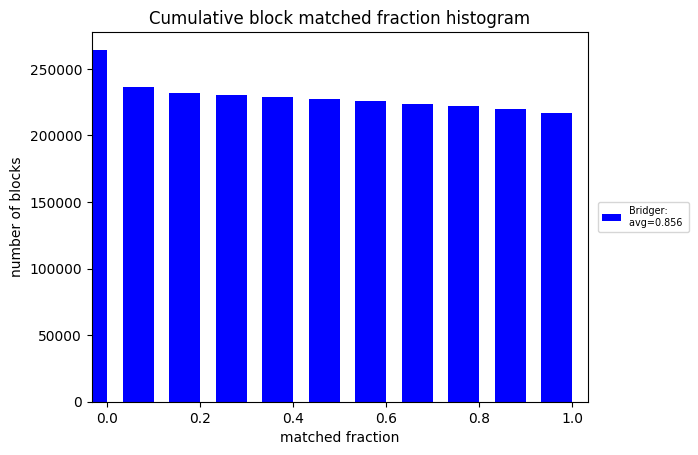 Cumulative block matched fraction histogram
number of blocks
250000
200000
150000
100000
50000
0
0.0 0.2 0.4 0.6 0.8 1.0
matched fraction
Bridger:
avg=0.856